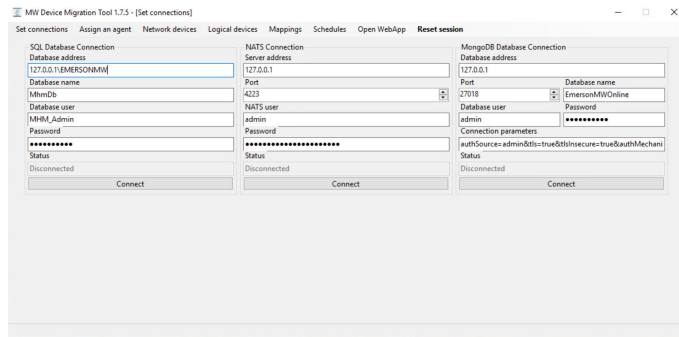 MW Device Migration Tool 1.7.5 - [Set connections]
Set connections Assign an agent Network devices Logical devices Mappings Schedules Open WebApp Reset session
SQL Database Connection
Database address
127.0.0.1\EMERSONMW
Database name
MhmDb
Database user
MHM_Admin
Password
●●●●●●●●●●
Status
Disconnected
Connect
NATS Connection
Server address
127.0.0.1
Port
4223
NATS user
admin
Password
●●●●●●●●●●●●●●●●●●●●●●
Status
Disconnected
Connect
MongoDB Database Connection
Database address
127.0.0.1
Port Database name
27018 EmersonMWOnline
Database user Password
admin ●●●●●●●●●●
Connection parameters
authSource=admin&tls=true&tlsInsecure=true&authMechani
Status
Disconnected
Connect